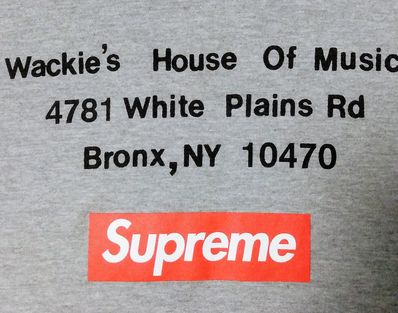 Wackie's House Of Music
4781 White Plains Rd
Bronx, NY 10470
Supreme